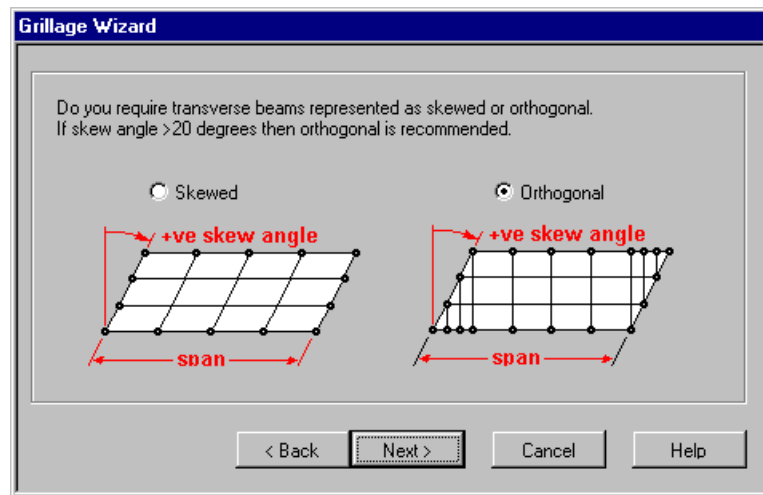 Grillage Wizard
Do you require transverse beams represented as skewed or orthogonal.
If skew angle >20 degrees then orthogonal is recommended.
Skewed
Orthogonal
+ve skew angle
+ve skew angle
span
span
< Back
Next >
Cancel
Help